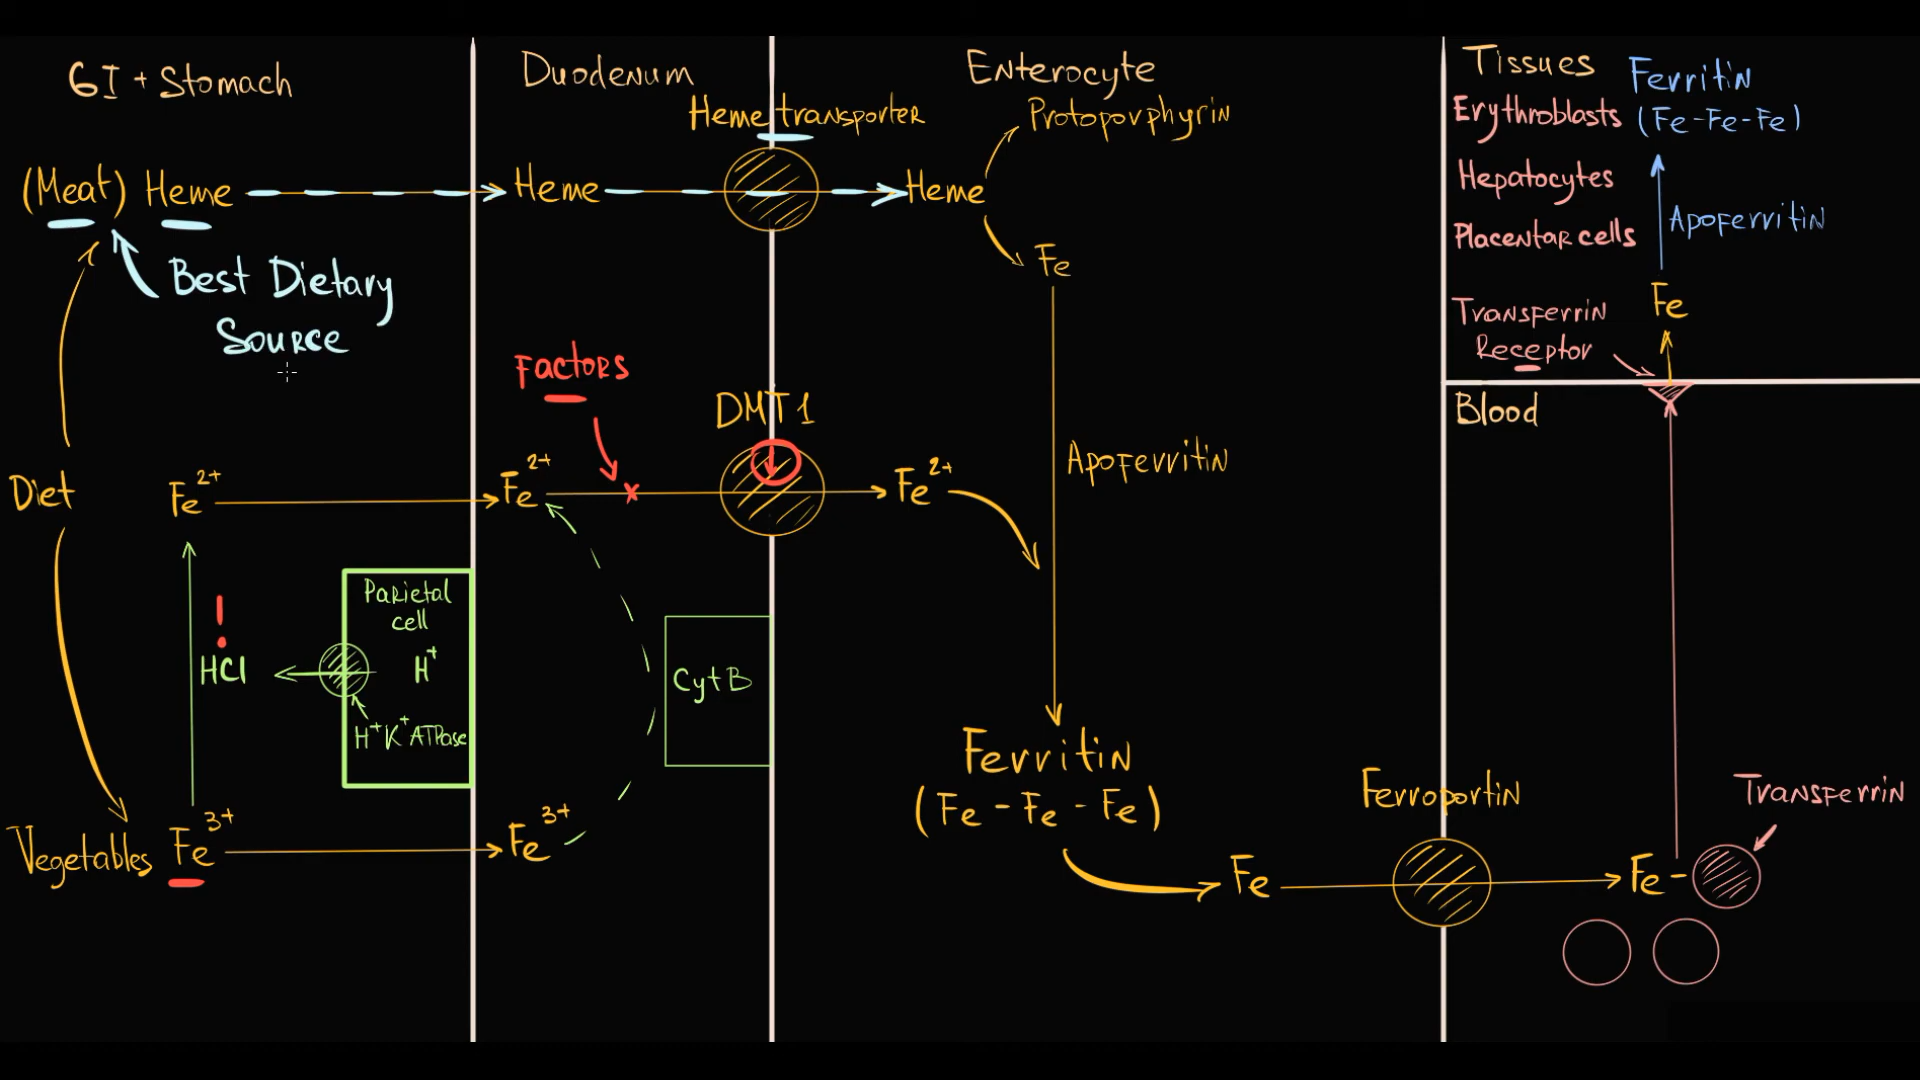 GI + Stomach
(Meat) Heme
Best Dietary
Source
Diet
Fe2+
!
HCl
Parietal
cell
H+
H+K+ATPase
Vegetables Fe3+
Duodenum
Heme transporter
Heme
Factors
DMT1
Fe2+
x
CytB
Fe3+
Enterocyte
Protoporphyrin
Heme
Fe
Apoferritin
Fe2+
Ferritin
(Fe-Fe-Fe)
Fe
Ferroportin
Tissues
Erythroblasts
Hepatocytes
Placentar cells
Ferritin
(Fe-Fe-Fe)
Apoferritin
Fe
Transferrin
Receptor
Blood
Transferrin
Fe-